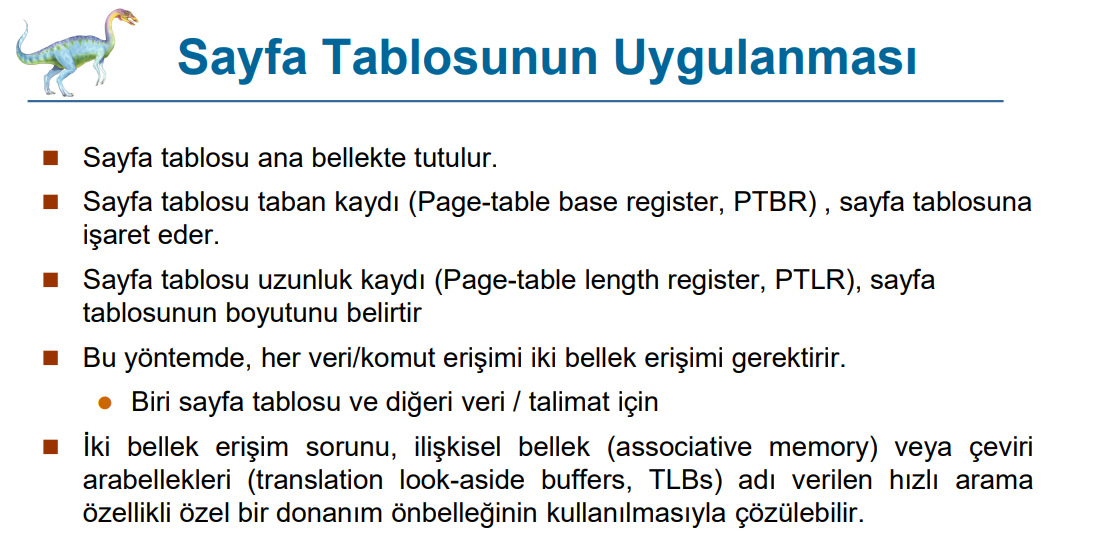 Sayfa Tablosunun Uygulanması
Sayfa tablosu ana bellekte tutulur.
Sayfa tablosu taban kaydı (Page-table base register, PTBR) , sayfa tablosuna
işaret eder.
Sayfa tablosu uzunluk kaydı (Page-table length register, PTLR), sayfa
tablosunun boyutunu belirtir
Bu yöntemde, her veri/komut erişimi iki bellek erişimi gerektirir.
Biri sayfa tablosu ve diğeri veri / talimat için
İki bellek erişim sorunu, ilişkisel bellek (associative memory) veya çeviri
arabellekleri (translation look-aside buffers, TLBs) adı verilen hızlı arama
özellikli özel bir donanım önbelleğinin kullanılmasıyla çözülebilir.